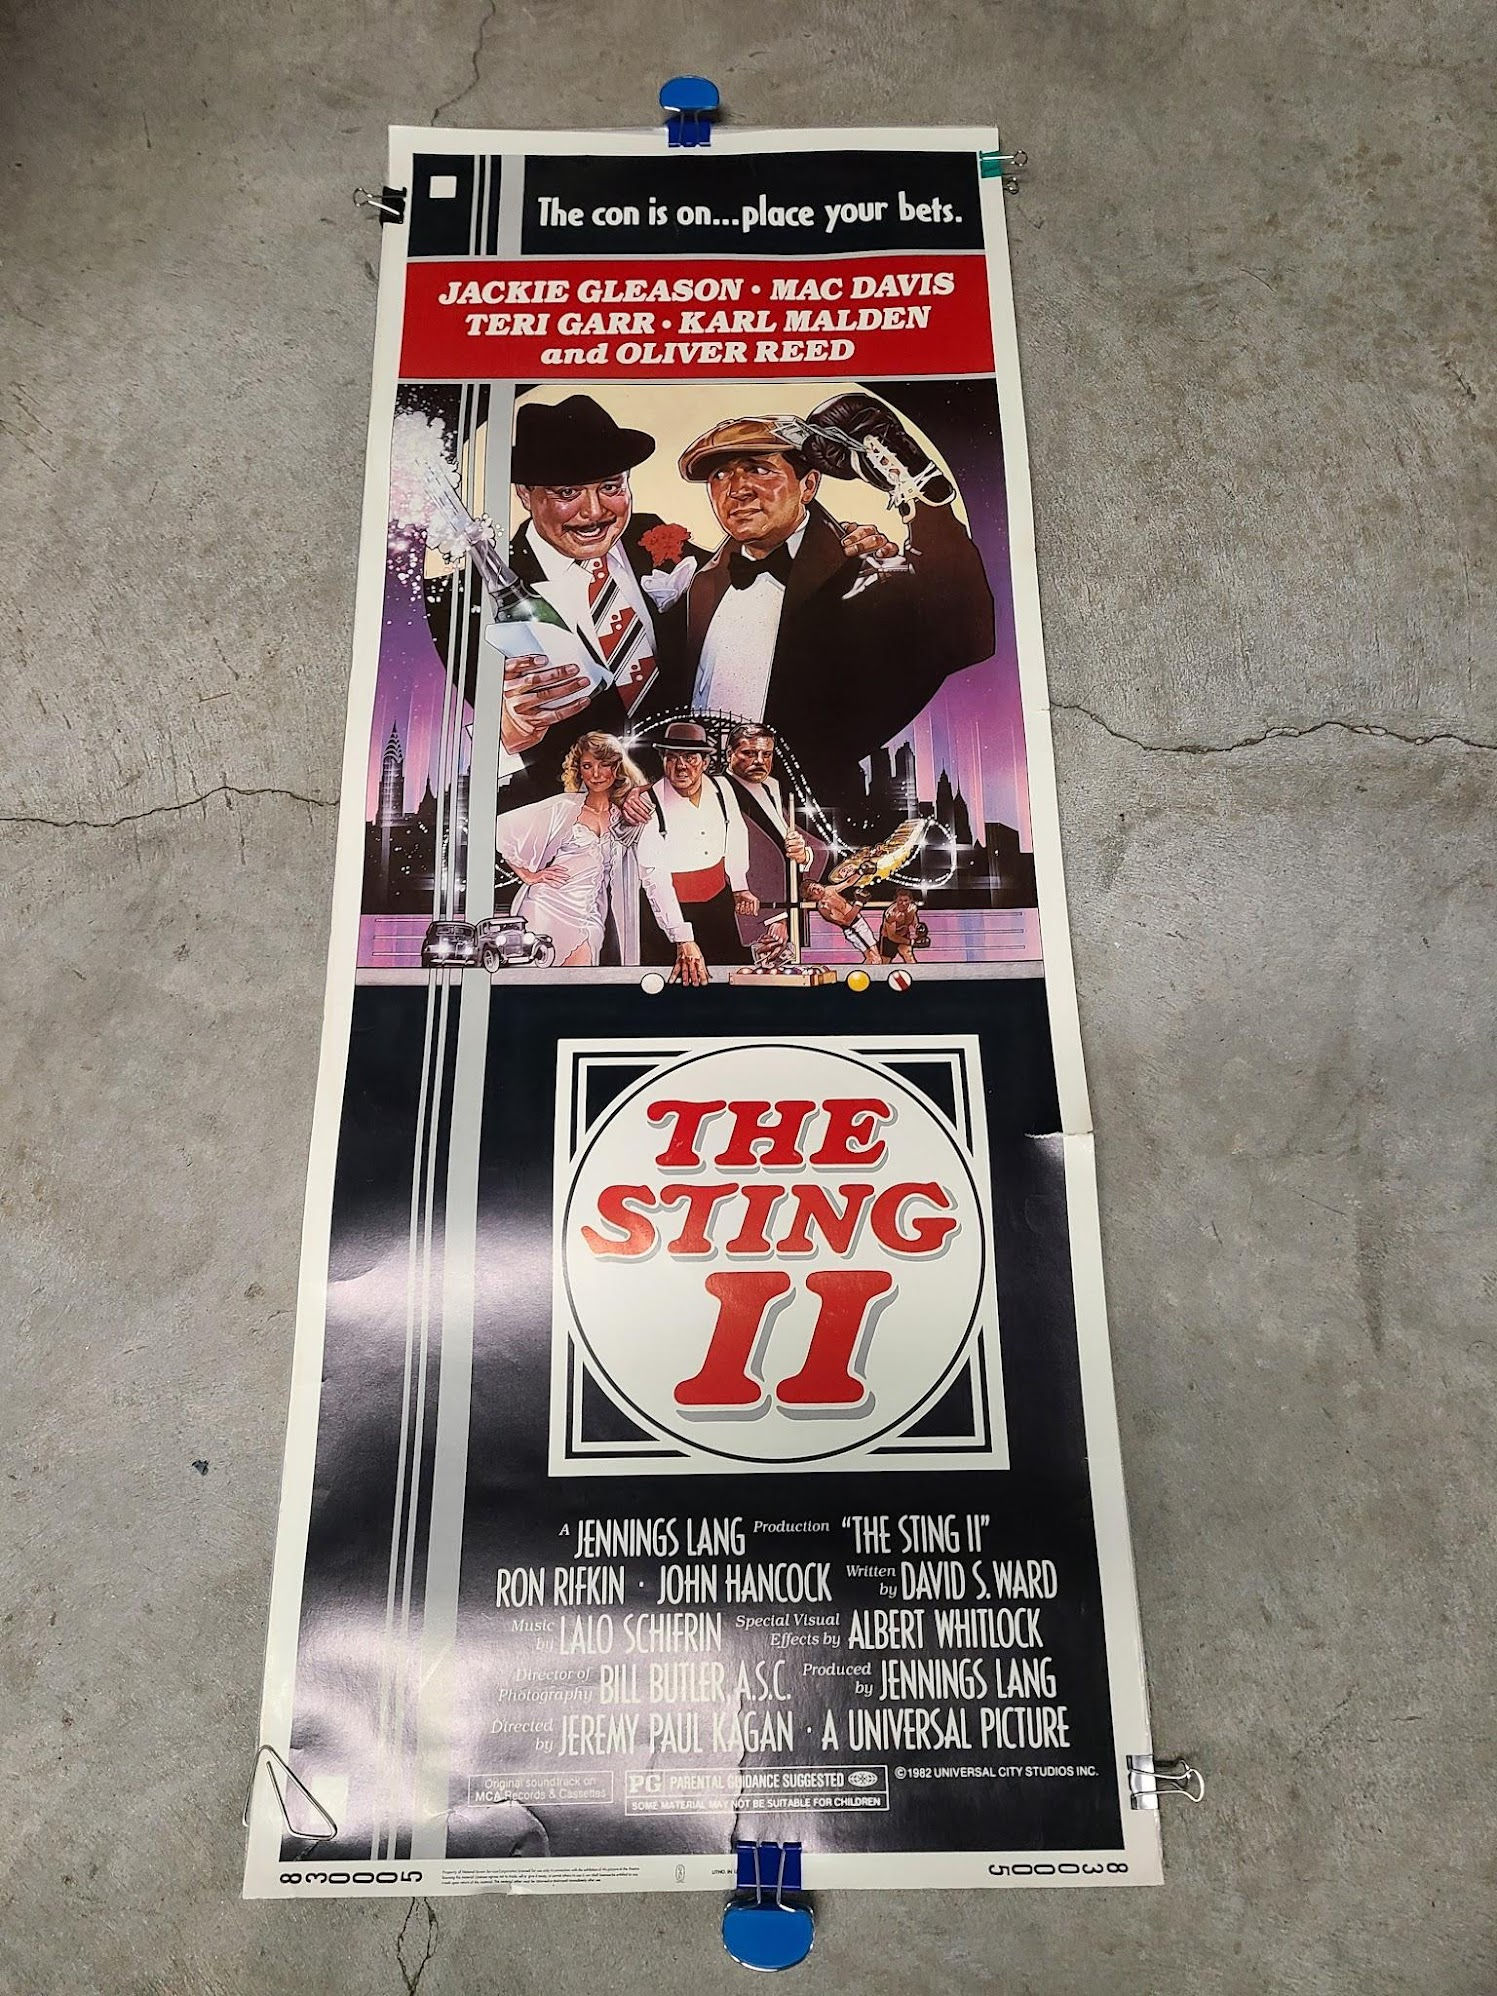 The con is on...place your bets.
JACKIE GLEASON • MAC DAVIS
TERI GARR • KARL MALDEN
and OLIVER REED
THE
STING
II
A JENNINGS LANG Production "THE STING II"
RON RIFKIN · JOHN HANCOCK Written by DAVID S. WARD
Music by LALO SCHIFRIN Special Visual Effects by ALBERT WHITLOCK
Director of Photography BILL BUTLER, A.S.C. Produced by JENNINGS LANG
Directed by JEREMY PAUL KAGAN · A UNIVERSAL PICTURE
Original soundtrack on
MCA Records & Cassettes
PG PARENTAL GUIDANCE SUGGESTED
SOME MATERIAL MAY NOT BE SUITABLE FOR CHILDREN
©1982 UNIVERSAL CITY STUDIOS INC.
830005
LITHO. IN
830005